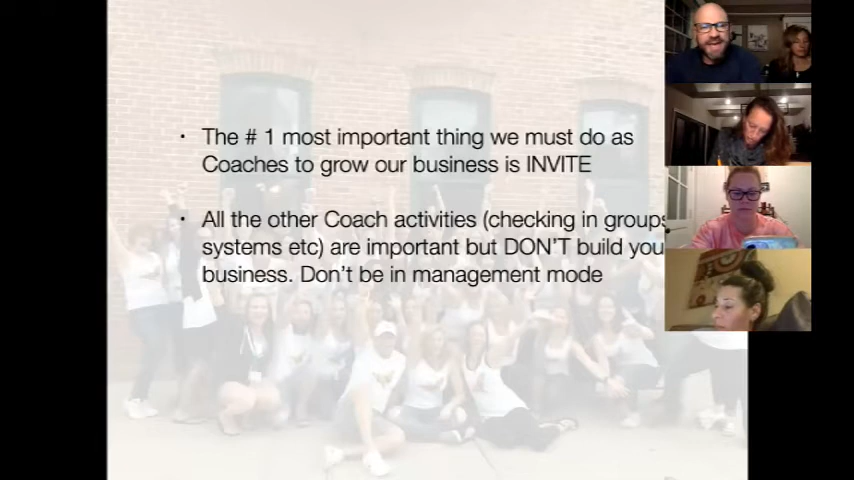 • The # 1 most important thing we must do as
Coaches to grow our business is INVITE
• All the other Coach activities (checking in groups
systems etc) are important but DON'T build you
business. Don't be in management mode